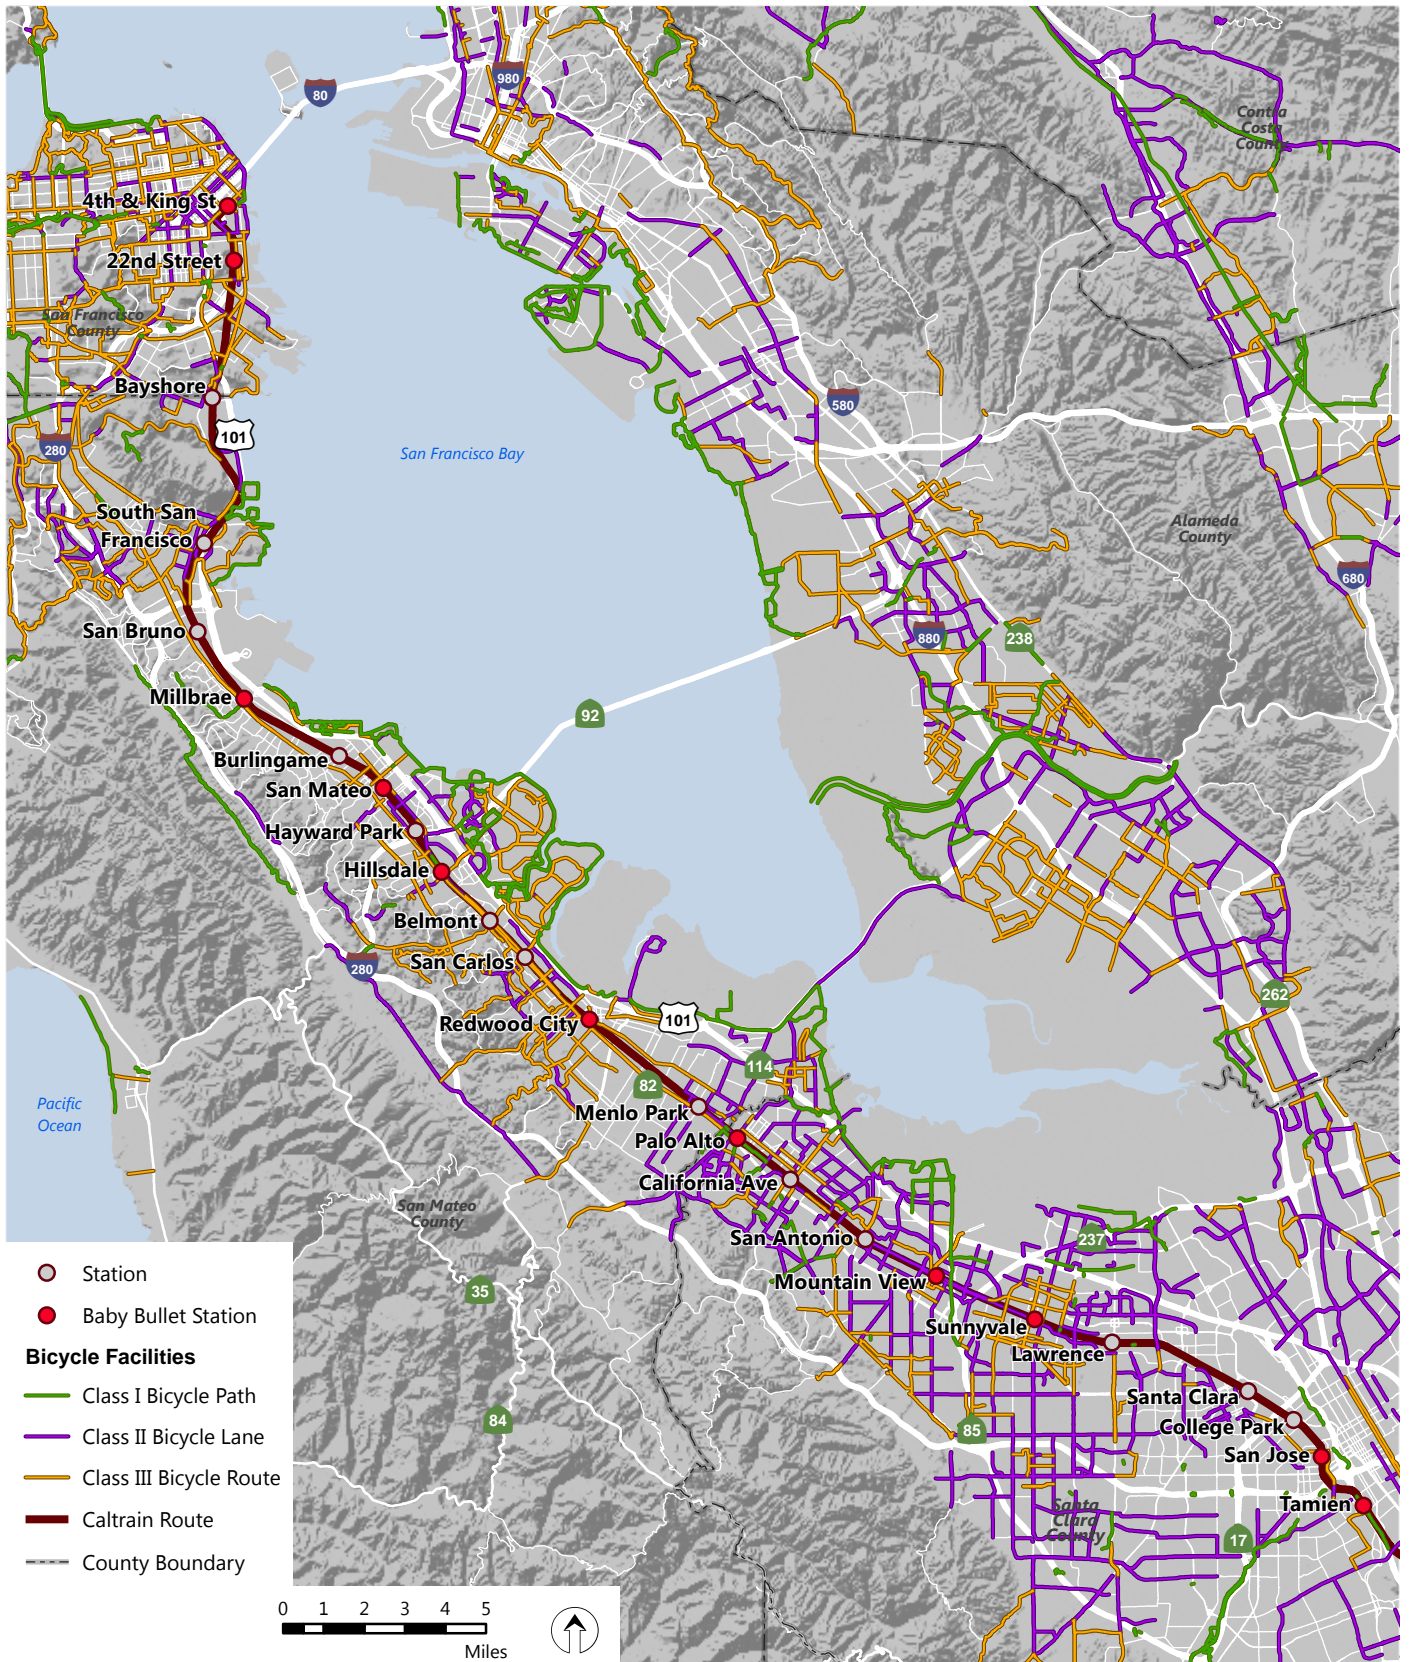 980
80
Contra
Costa
County
4th & King St
22nd Street
San Francisco
County
Bayshore
580
101
280
San Francisco Bay
South San
Francisco
Alameda
County
680
San Bruno
880
238
Millbrae
92
Burlingame
San Mateo
Hayward Park
Hillsdale
Belmont
San Carlos
280
262
Redwood City
101
114
82
Pacific
Ocean
Menlo Park
Palo Alto
California Ave
San Mateo
County
San Antonio
237
Mountain View
35
Sunnyvale
Lawrence
Santa Clara
College Park
84
85
San Jose
Tamien
Santa
Clara
County
17
Station
Baby Bullet Station
Bicycle Facilities
Class I Bicycle Path
Class II Bicycle Lane
Class III Bicycle Route
Caltrain Route
County Boundary
0 1 2 3 4 5
Miles